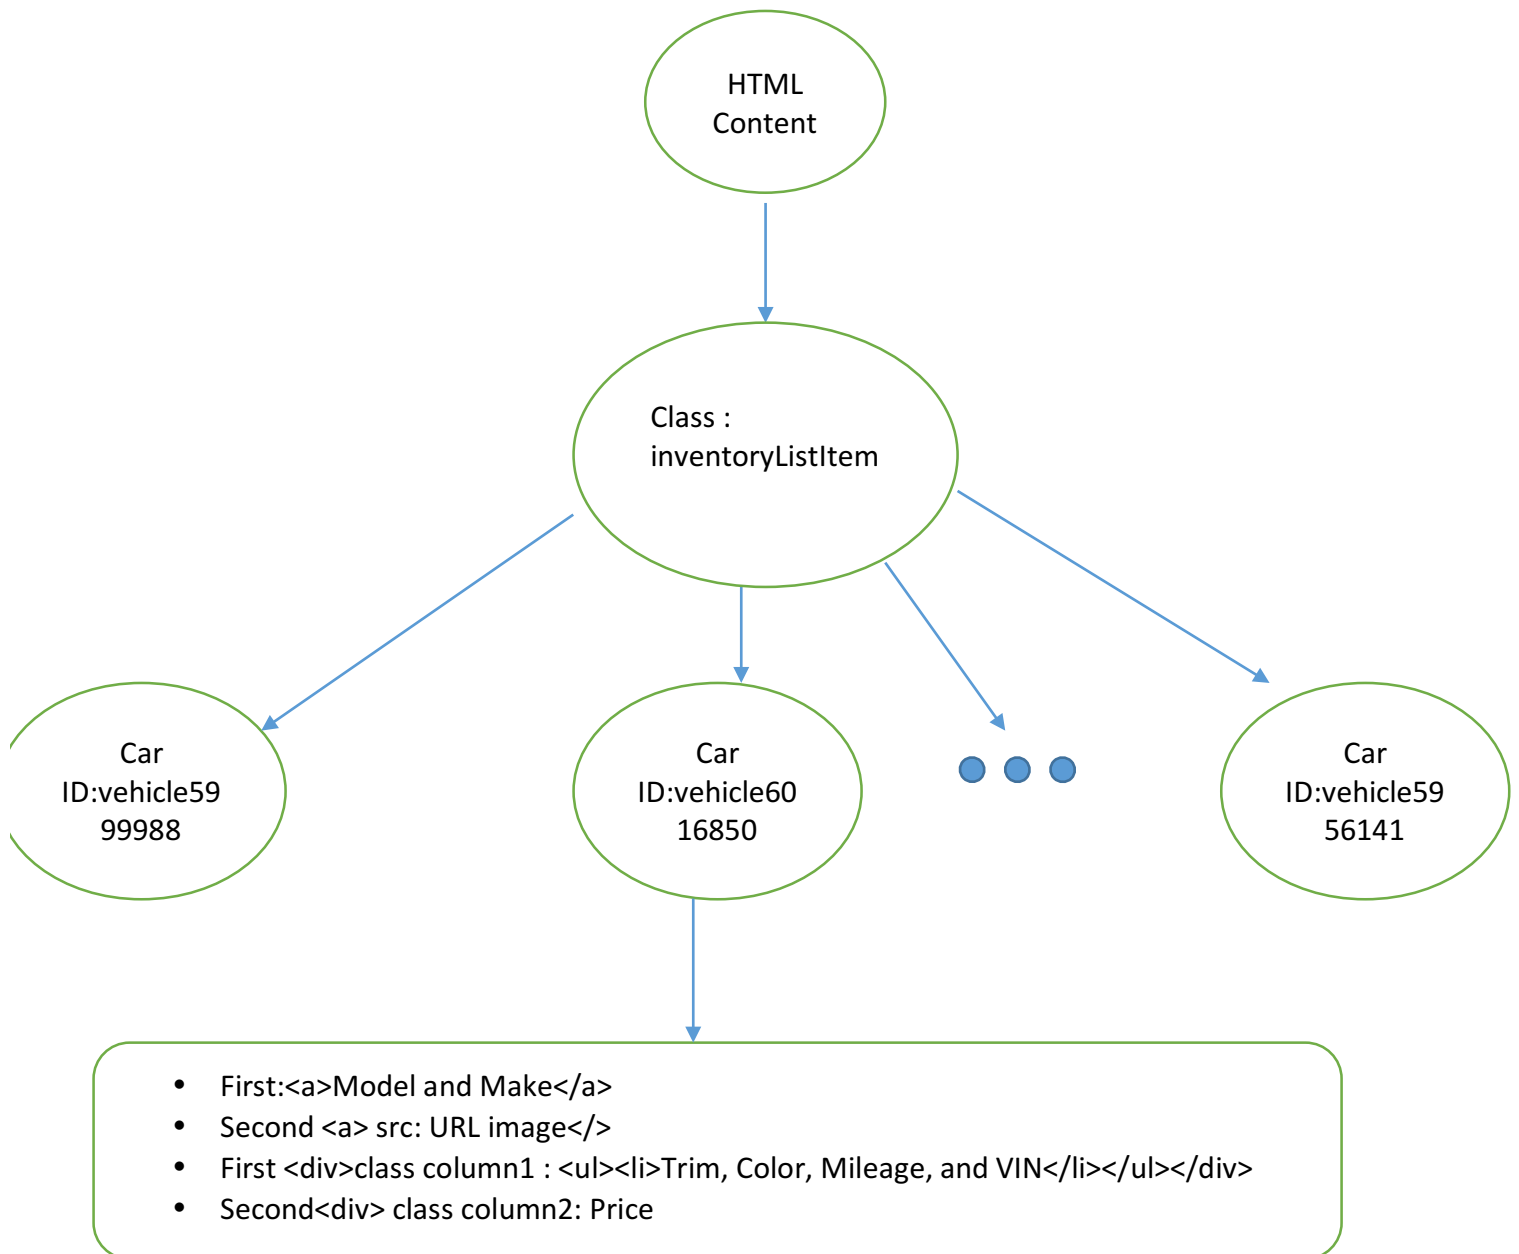 HTML
Content
Class :
inventoryListItem
Car
ID:vehicle59
99988
Car
ID:vehicle60
16850
Car
ID:vehicle59
56141
• First:<a>Model and Make</a>
• Second <a> src: URL image</>
• First <div>class column1 : <ul><li>Trim, Color, Mileage, and VIN</li></ul></div>
• Second<div> class column2: Price